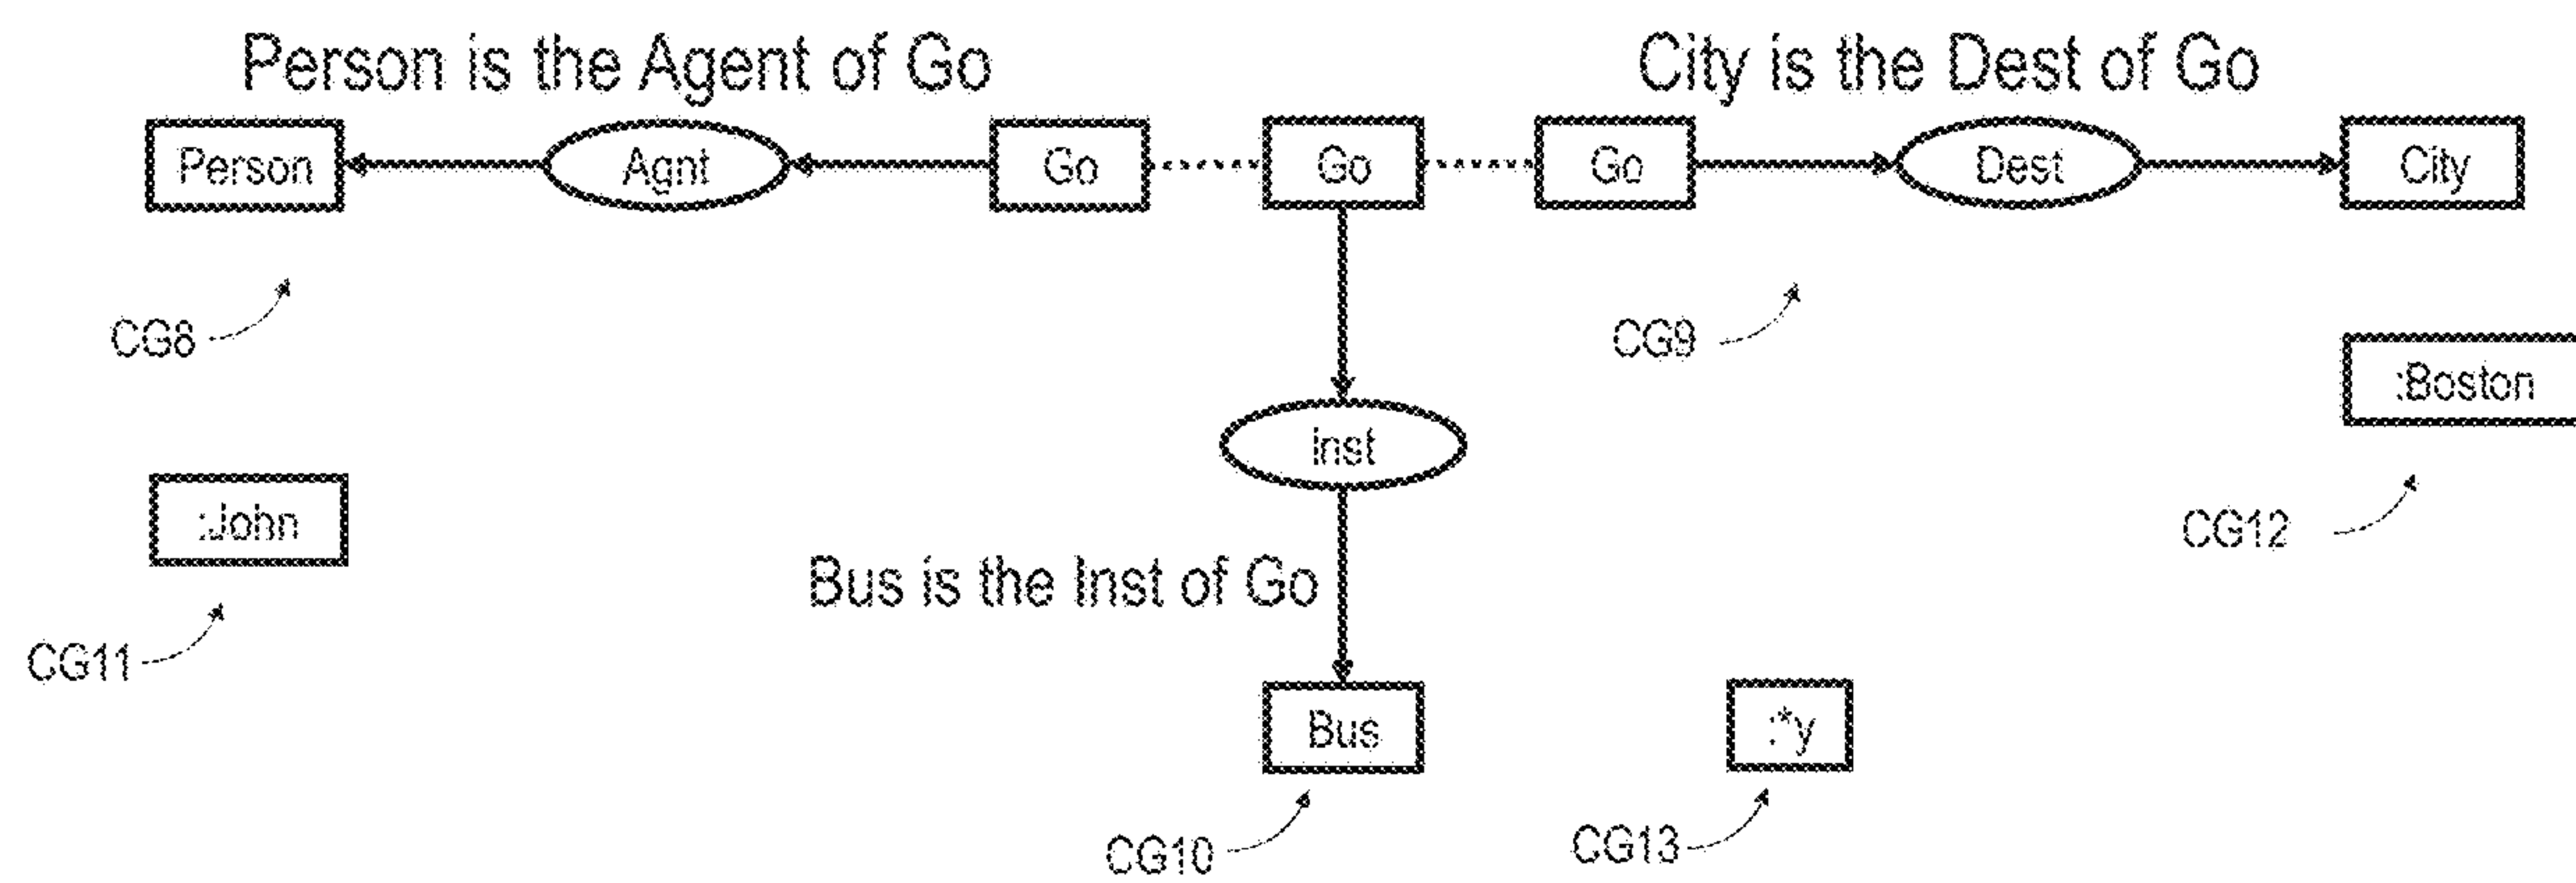 Person is the Agent of Go
City is the Dest of Go
Person
Agnt
Go
Go
Go
Dest
City
CG8
CG9
:Boston
Inst
:John
CG12
Bus is the Inst of Go
CG11
Bus
:*y
CG10
CG13